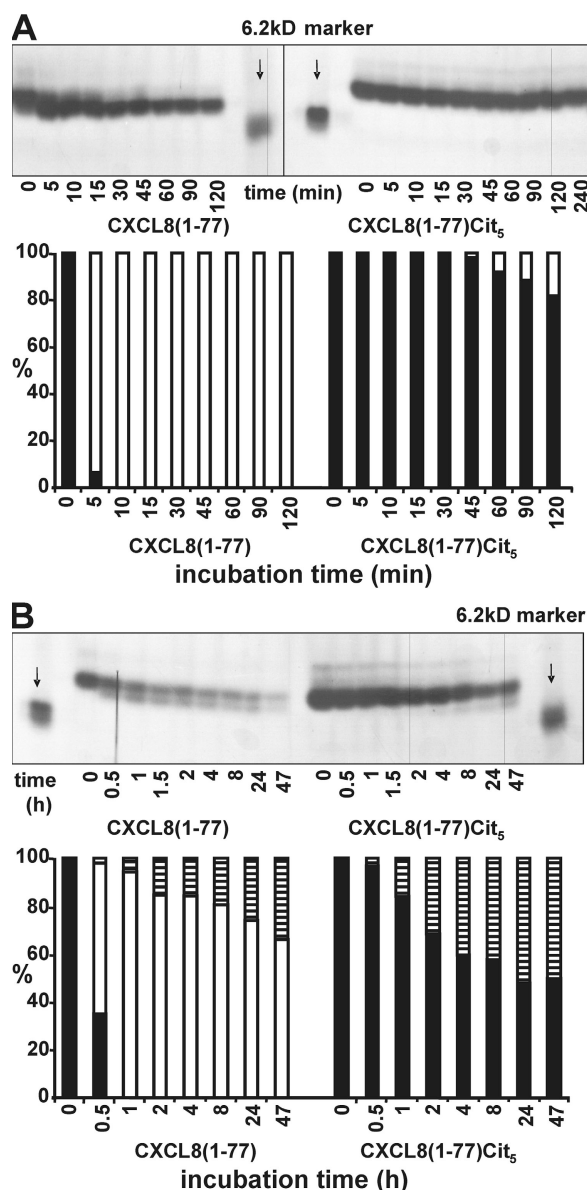 A
6.2kD marker
0 5 10 15 30 45 60 90 120 time (min) 0 5 10 15 30 45 60 90 120 240
CXCL8(1-77) CXCL8(1-77)Cit5
100
80
60
%
40
20
0
0 5 10 15 30 45 60 90 120 0 5 10 15 30 45 60 90 120
CXCL8(1-77) CXCL8(1-77)Cit5
incubation time (min)
B
6.2kD marker
time (h) 0 0.5 1 1.5 2 4 8 24 47 0 0.5 1 1.5 2 4 8 24 47
CXCL8(1-77) CXCL8(1-77)Cit5
100
80
60
%
40
20
0
0 0.5 1 2 4 8 24 47 0 0.5 1 2 4 8 24 47
CXCL8(1-77) CXCL8(1-77)Cit5
incubation time (h)